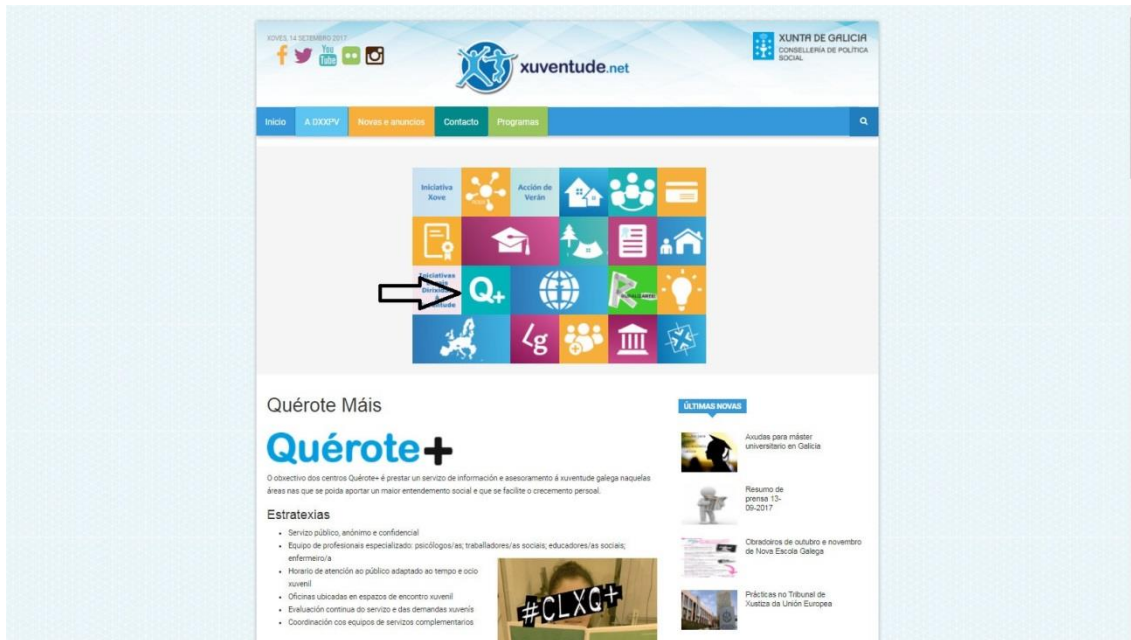 XOVES, 14 SETEMBRO 2017
You
Tube
xuventude.net
XUNTA DE GALICIA
CONSELLERÍA DE POLÍTICA
SOCIAL
Inicio A DXXPV Novas e anuncios Contacto Programas
Iniciativa
Xove
Acción de
Verán
Iniciativas
Dirixidas
á
Q+
Lg
Quérote Máis
Quérote+
O obxectivo dos centros Quérote+ é prestar un servizo de información e asesoramento á xuventude galega naquelas
áreas nas que se poida aportar un maior entendemento social e que se facilite o crecemento persoal.
Estratexias
• Servizo público, anónimo e confidencial
• Equipo de profesionais especializado: psicólogos/as; traballadores/as sociais; educadores/as sociais;
enfermeiro/a
• Horario de atención ao público adaptado ao tempo e ocio
xuvenil
• Oficinas ubicadas en espazos de encontro xuvenil
• Evaluación continua do servizo e das demandas xuvenís
• Coordinación cos equipos de servizos complementarios
#CLXQ+
ÚLTIMAS NOVAS
Axudas para máster
universitario en Galicia
Resumo de
prensa 13-
09-2017
Obradoiros de outubro e novembro
de Nova Escola Galega
Prácticas no Tribunal de
Xustiza da Unión Europea